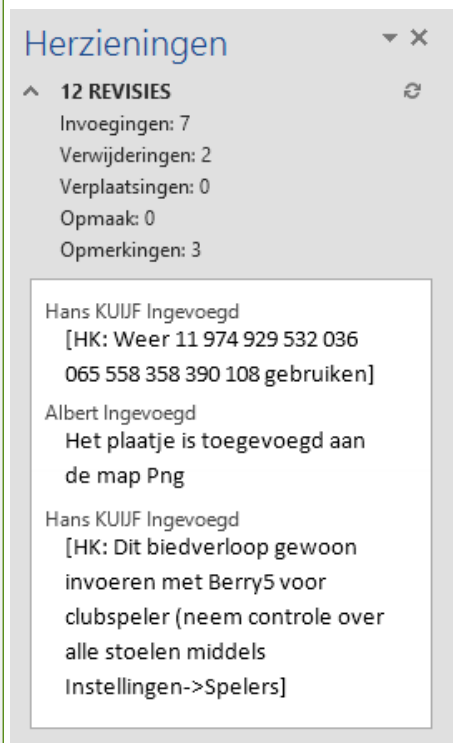 Herzieningen
12 REVISIES
Invoegingen: 7
Verwijderingen: 2
Verplaatsingen: 0
Opmaak: 0
Opmerkingen: 3
Hans KUIJF Ingevoegd
[HK: Weer 11 974 929 532 036
065 558 358 390 108 gebruiken]
Albert Ingevoegd
Het plaatje is toegevoegd aan
de map Png
Hans KUIJF Ingevoegd
[HK: Dit biedverloop gewoon
invoeren met Berry5 voor
clubspeler (neem controle over
alle stoelen middels
Instellingen->Spelers]